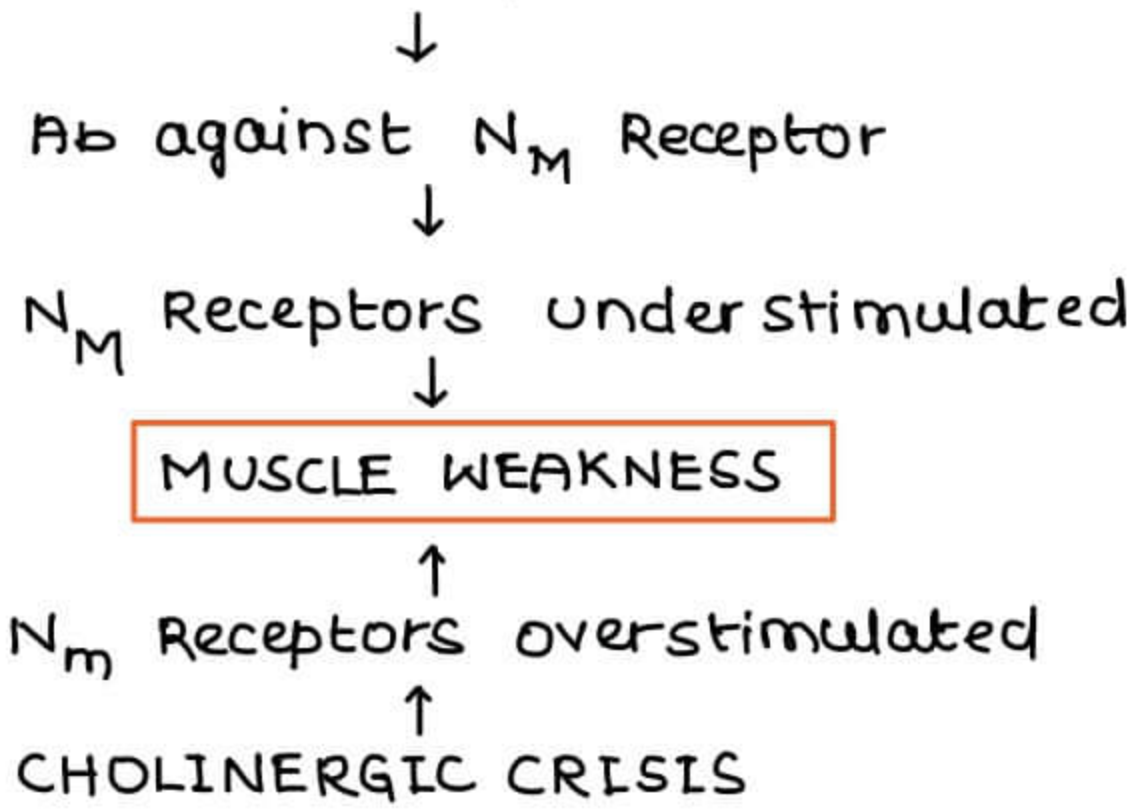 ↓
Ab against N_M Receptor
↓
N_M Receptors understimulated
↓
MUSCLE WEAKNESS
↑
N_m Receptors overstimulated
↑
CHOLINERGIC CRISIS